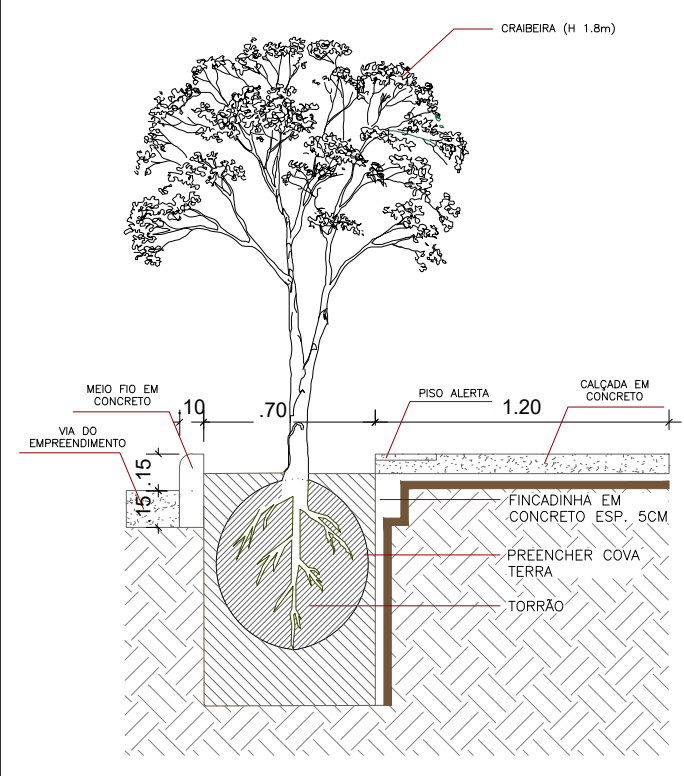 CRAIBEIRA (H 1.8m)
MEIO FIO EM
CONCRETO
.10
.70
PISO ALERTA
1.20
CALÇADA EM
CONCRETO
VIA DO
EMPREENDIMENTO
.15
.15
FINCADINHA EM
CONCRETO ESP. 5CM
PREENCHER COVA
TERRA
TORRÃO